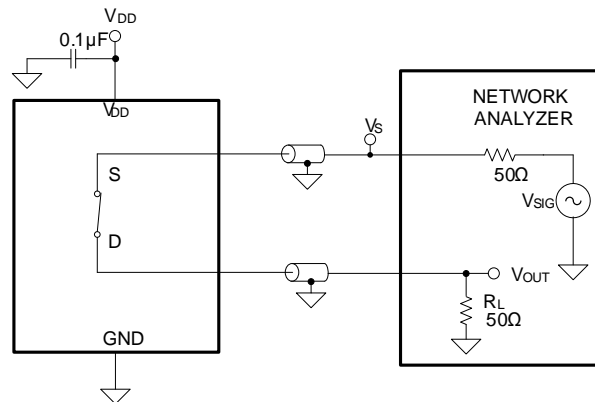 VDD
0.1µF
VDD
S
D
GND
VS
NETWORK
ANALYZER
50Ω
VSIG
VOUT
RL
50Ω